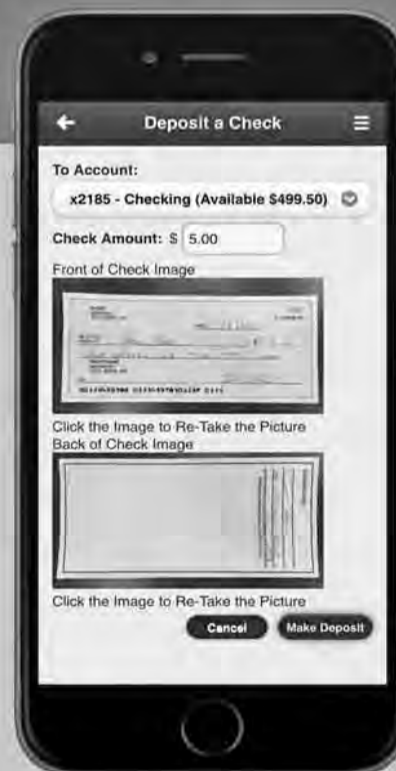 Deposit a Check
To Account:
x2185 - Checking (Available $499.50)
Check Amount: $ 5.00
Front of Check Image
Click the Image to Re-Take the Picture
Back of Check Image
Click the Image to Re-Take the Picture
Cancel Make Deposit